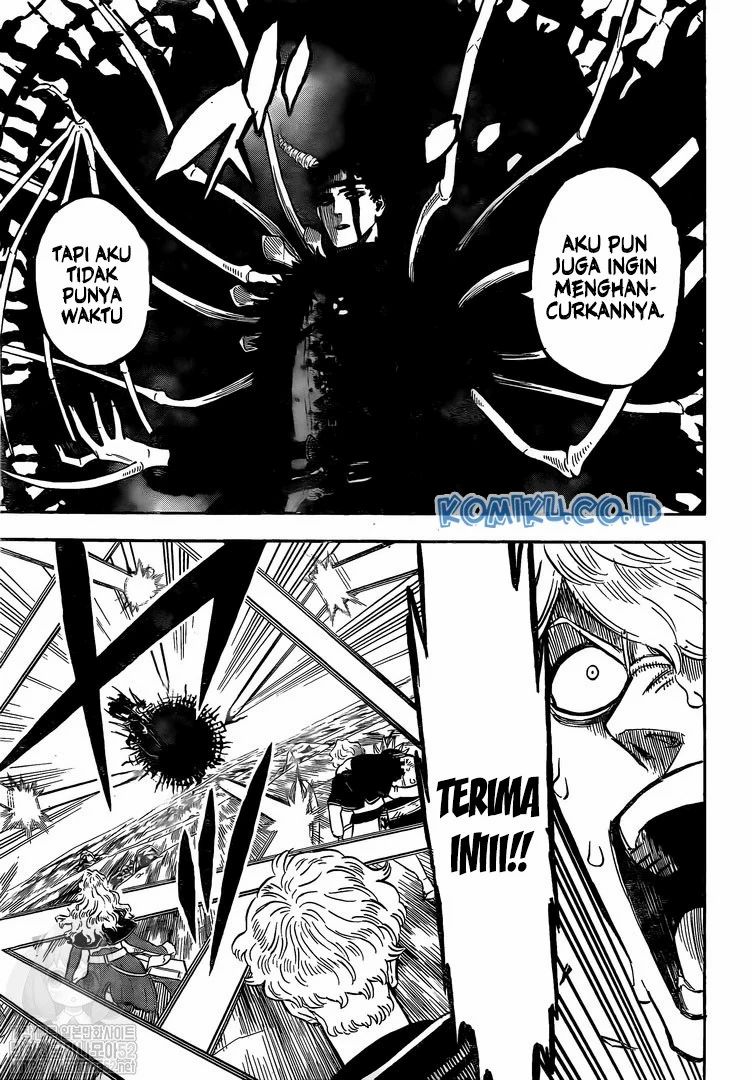 AKU PUN
JUGA INGIN
MENGHAN-
CURKANNYA.
TAPI AKU
TIDAK
PUNYA
WAKTU
KOMIKU.CO.ID
TERIMA
INIII!!